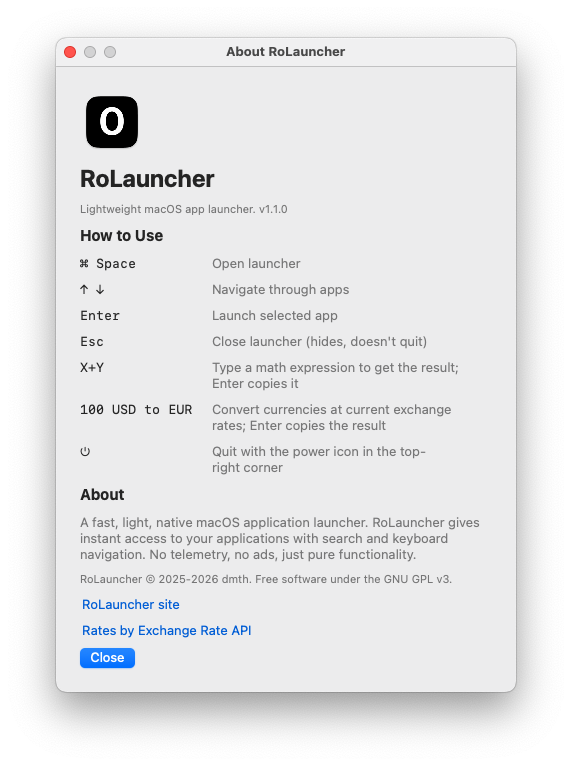 About RoLauncher
O
RoLauncher
Lightweight macOS app launcher. v1.1.0
How to Use
⌘ Space Open launcher
↑ ↓ Navigate through apps
Enter Launch selected app
Esc Close launcher (hides, doesn't quit)
X+Y Type a math expression to get the result;
Enter copies it
100 USD to EUR Convert currencies at current exchange
rates; Enter copies the result
⏻ Quit with the power icon in the top-
right corner
About
A fast, light, native macOS application launcher. RoLauncher gives
instant access to your applications with search and keyboard
navigation. No telemetry, no ads, just pure functionality.
RoLauncher © 2025-2026 dmth. Free software under the GNU GPL v3.
RoLauncher site
Rates by Exchange Rate API
Close